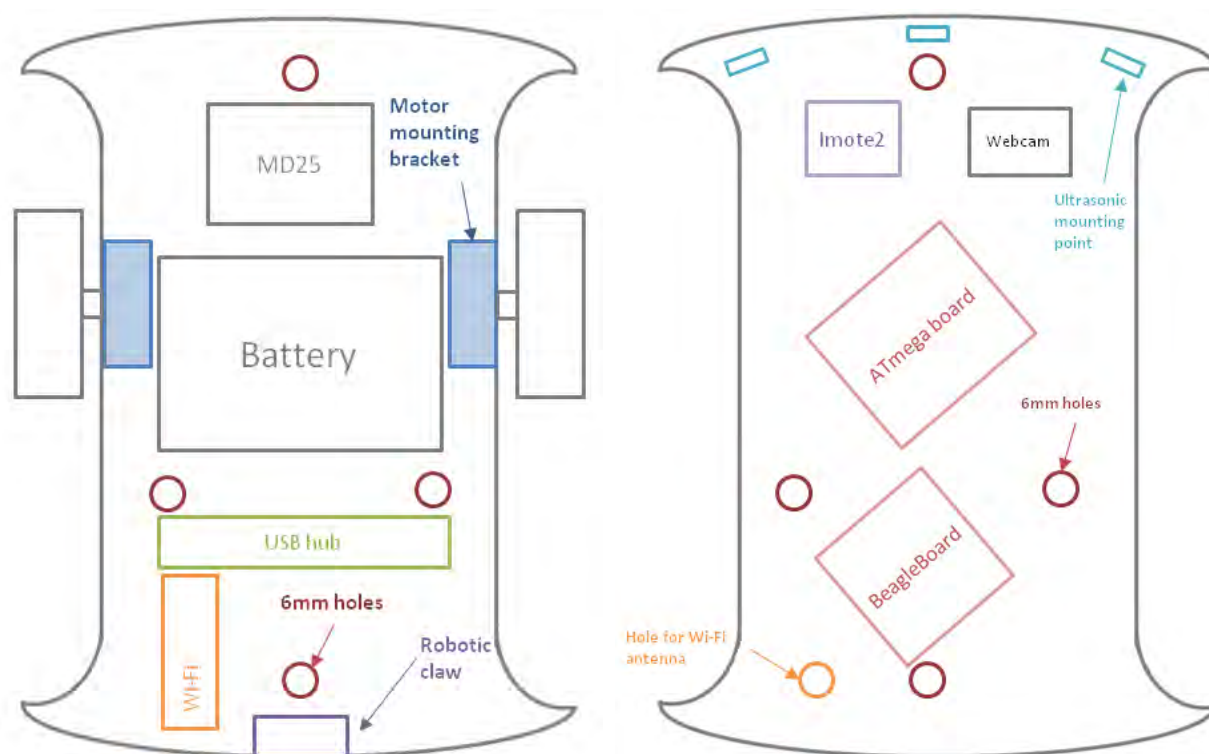 Motor
mounting
bracket
MD25
Battery
USB hub
6mm holes
Wi-Fi
Robotic
claw
Imote2
Webcam
Ultrasonic
mounting
point
ATmega board
6mm holes
BeagleBoard
Hole for Wi-Fi
antenna